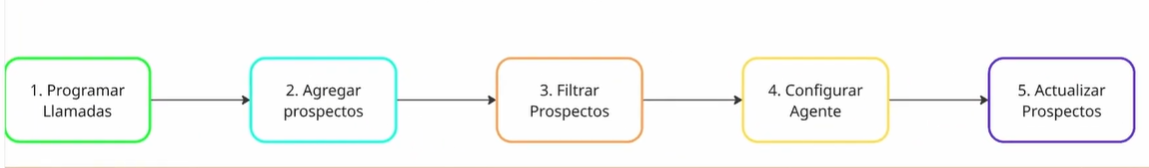 1. Programar
Llamadas
2. Agregar
prospectos
3. Filtrar
Prospectos
4. Configurar
Agente
5. Actualizar
Prospectos